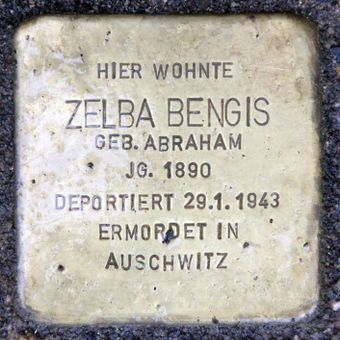 HIER WOHNTE
ZELBA BENGIS
GEB. ABRAHAM
JG. 1890
DEPORTIERT 29.1.1943
ERMORDET IN
AUSCHWITZ